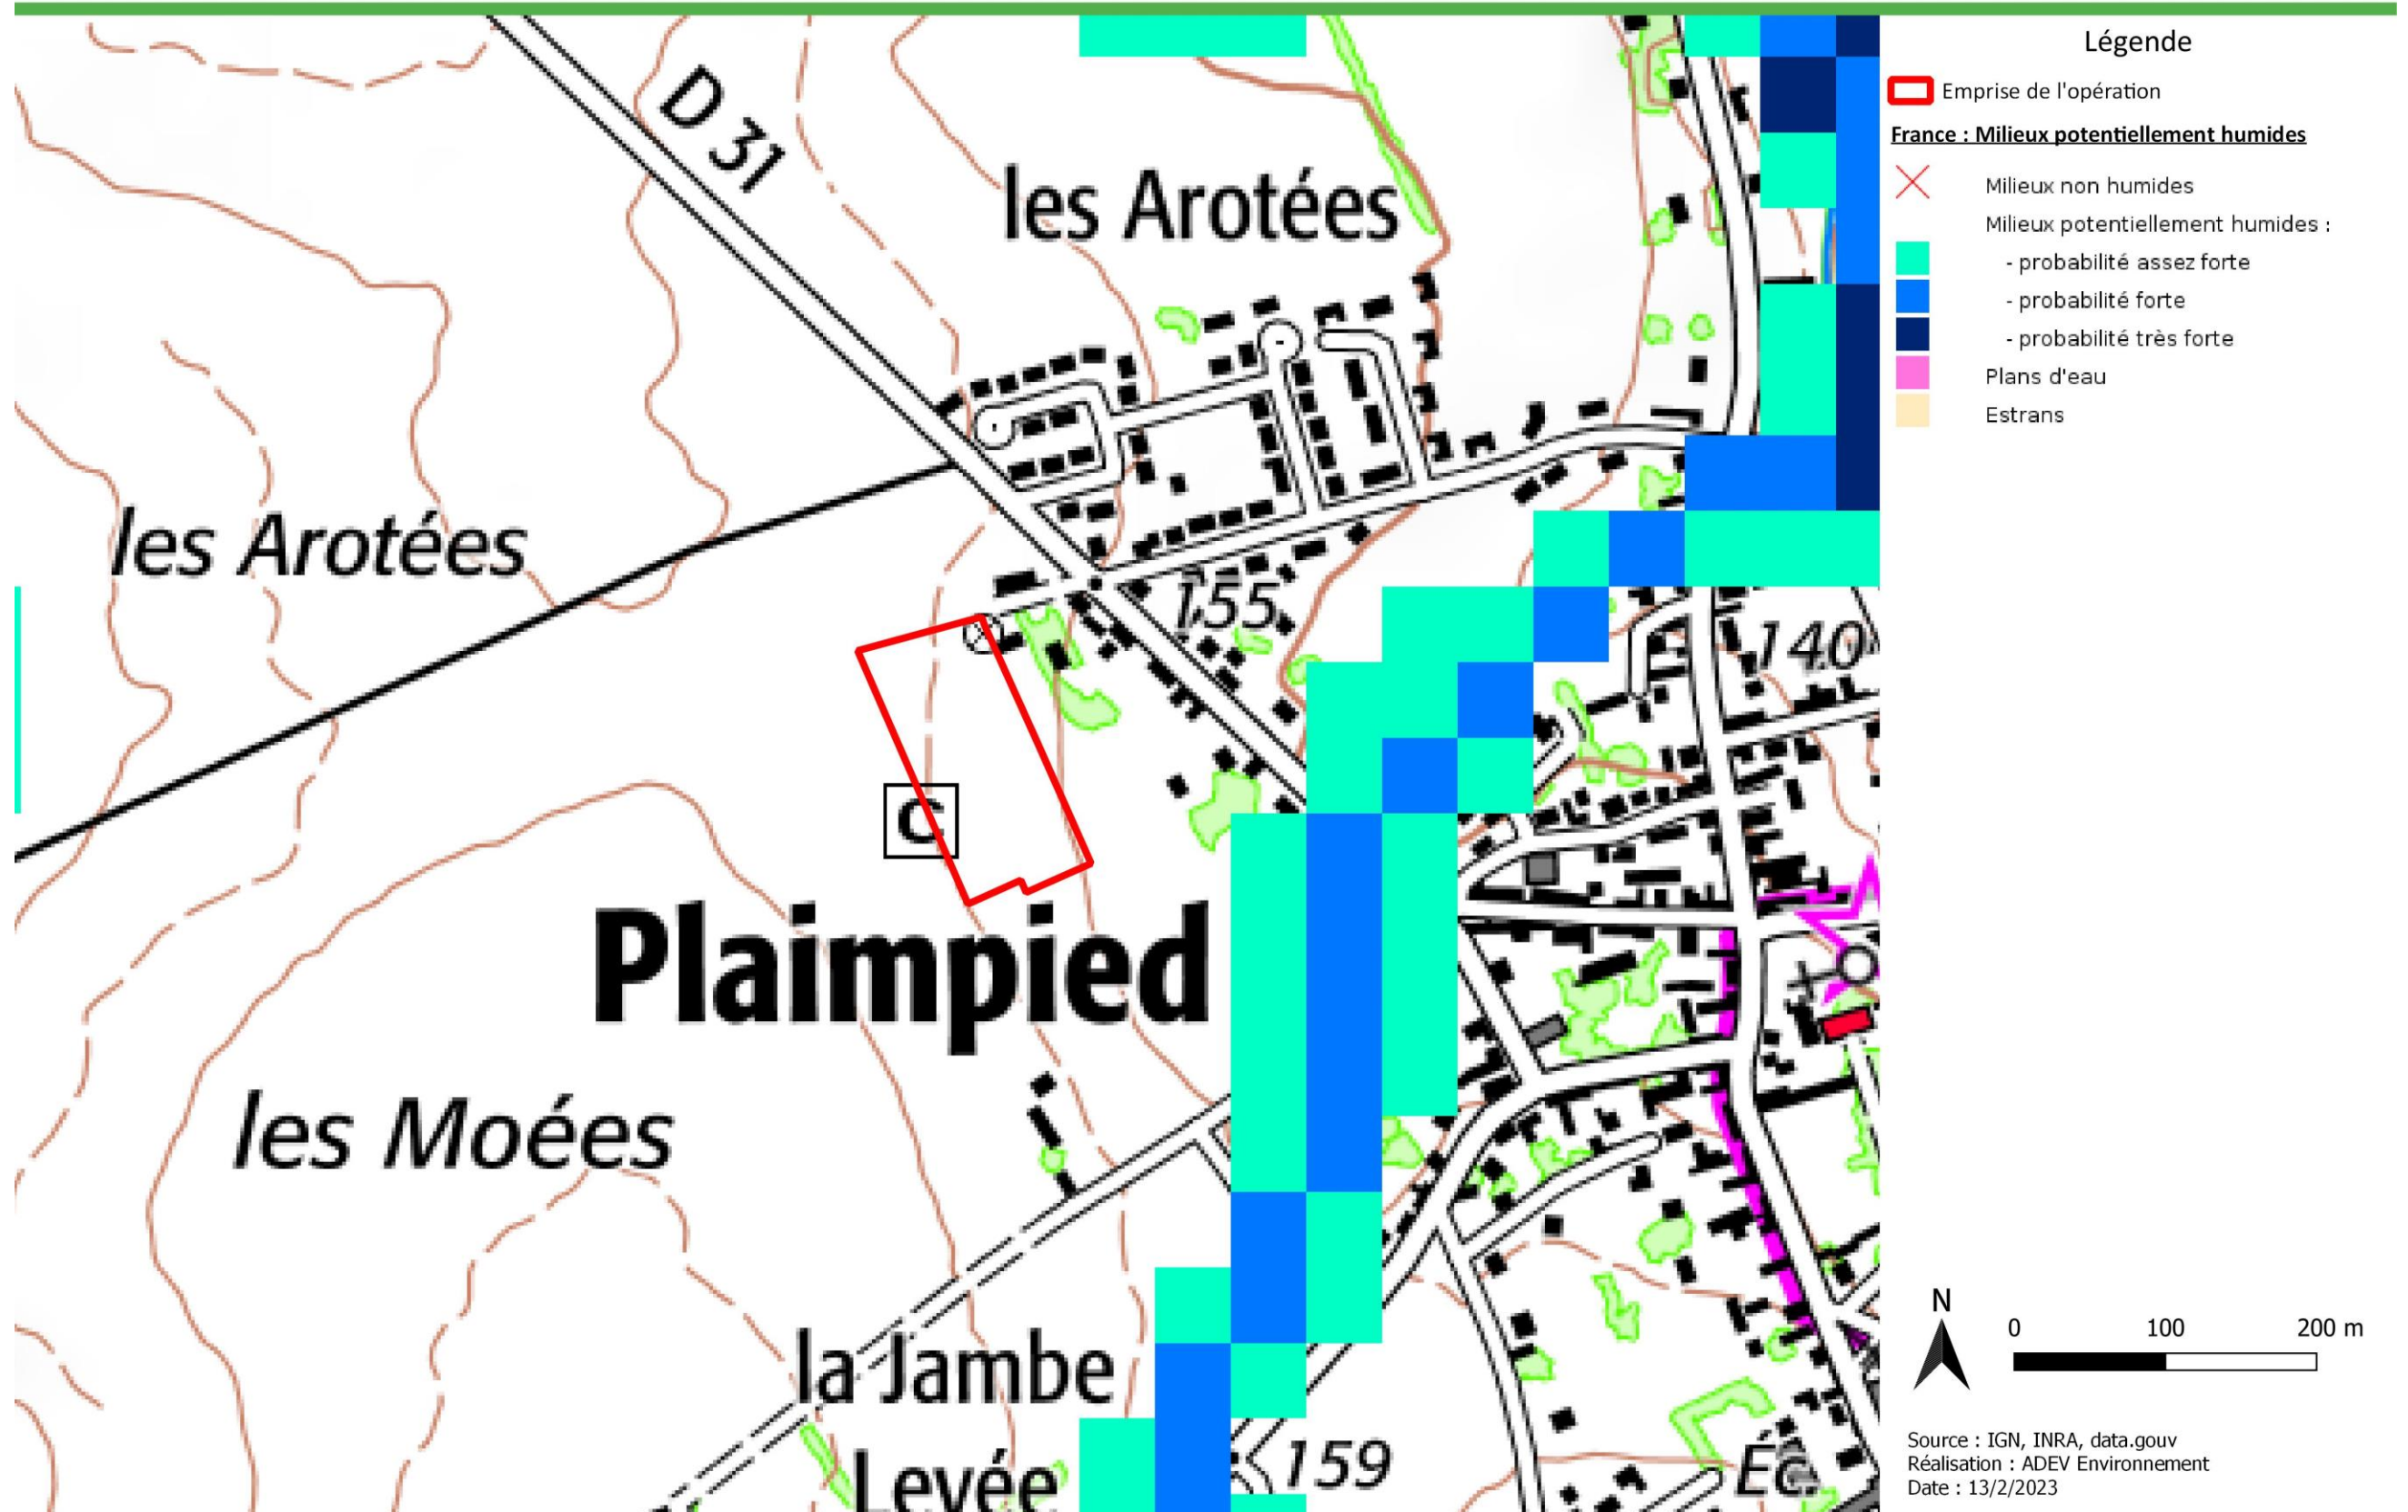 D 31
les Arotées
les Arotées
155
140
C
Plaimpied
les Moées
la Jambe
Levée
159
Éc.
Légende
Emprise de l'opération
France : Milieux potentiellement humides
Milieux non humides
Milieux potentiellement humides :
- probabilité assez forte
- probabilité forte
- probabilité très forte
Plans d'eau
Estrans
N
0 100 200 m
Source : IGN, INRA, data.gouv
Réalisation : ADEV Environnement
Date : 13/2/2023